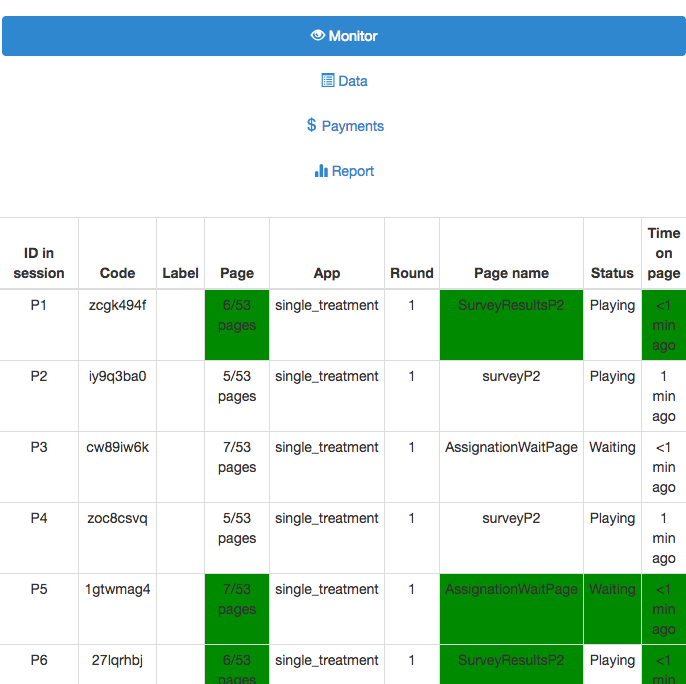 Monitor
Data
$ Payments
Report
ID in session Code Label Page App Round Page name Status Time on page
P1 zcgk494f 6/53 pages single_treatment 1 SurveyResultsP2 Playing <1 min ago
P2 iy9q3ba0 5/53 pages single_treatment 1 surveyP2 Playing 1 min ago
P3 cw89iw6k 7/53 pages single_treatment 1 AssignationWaitPage Waiting <1 min ago
P4 zoc8csvq 5/53 pages single_treatment 1 surveyP2 Playing 1 min ago
P5 1gtwmag4 7/53 pages single_treatment 1 AssignationWaitPage Waiting <1 min ago
P6 27lqrhbj 6/53 pages single_treatment 1 SurveyResultsP2 Playing <1 min